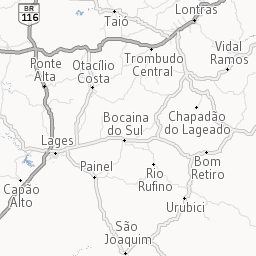 BR
116
Taió
Lontras
Ponte
Alta
Otacílio
Costa
Trombudo
Central
Vidal
Ramos
Chapadão
do Lageado
Bocaina
do Sul
Lages
Painel
Rio
Rufino
Bom
Retiro
Capão
Alto
Urubici
São
Joaquim